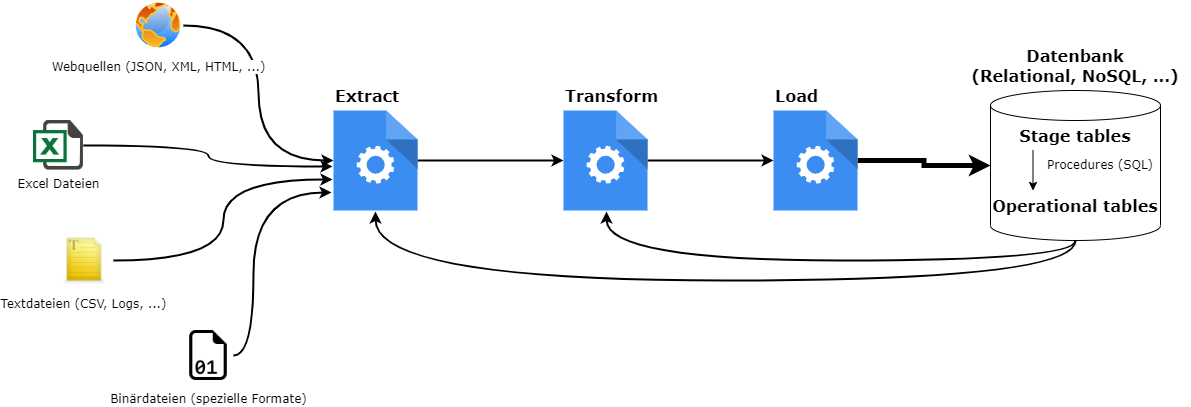 Webquellen (JSON, XML, HTML, ...)
X
Excel Dateien
T
Textdateien (CSV, Logs, ...)
01
Binärdateien (spezielle Formate)
Extract
Transform
Load
Datenbank
(Relational, NoSQL, ...)
Stage tables
Procedures (SQL)
Operational tables